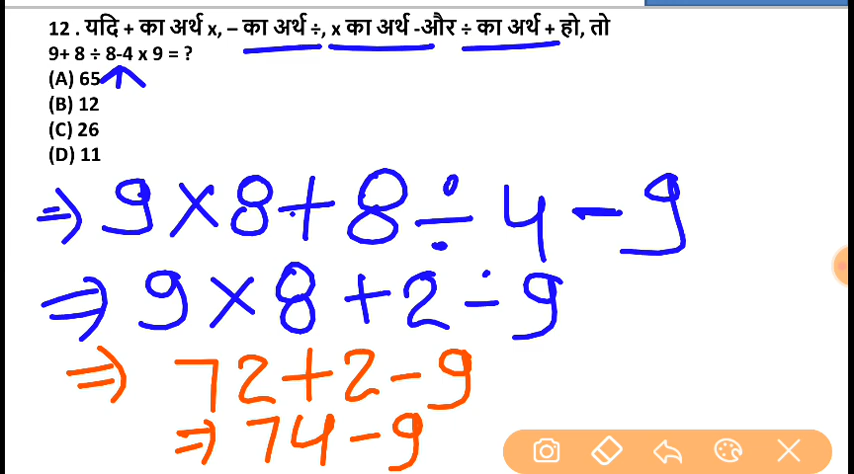 12 . यदि + का अर्थ x, – का अर्थ ÷, x का अर्थ -और ÷ का अर्थ + हो, तो
9+ 8 ÷ 8-4 x 9 = ?
(A) 65
(B) 12
(C) 26
(D) 11
⇒ 9 × 8 + 8 ÷ 4 - 9
⇒ 9 × 8 + 2 - 9
⇒ 72 + 2 - 9
⇒ 74 - 9